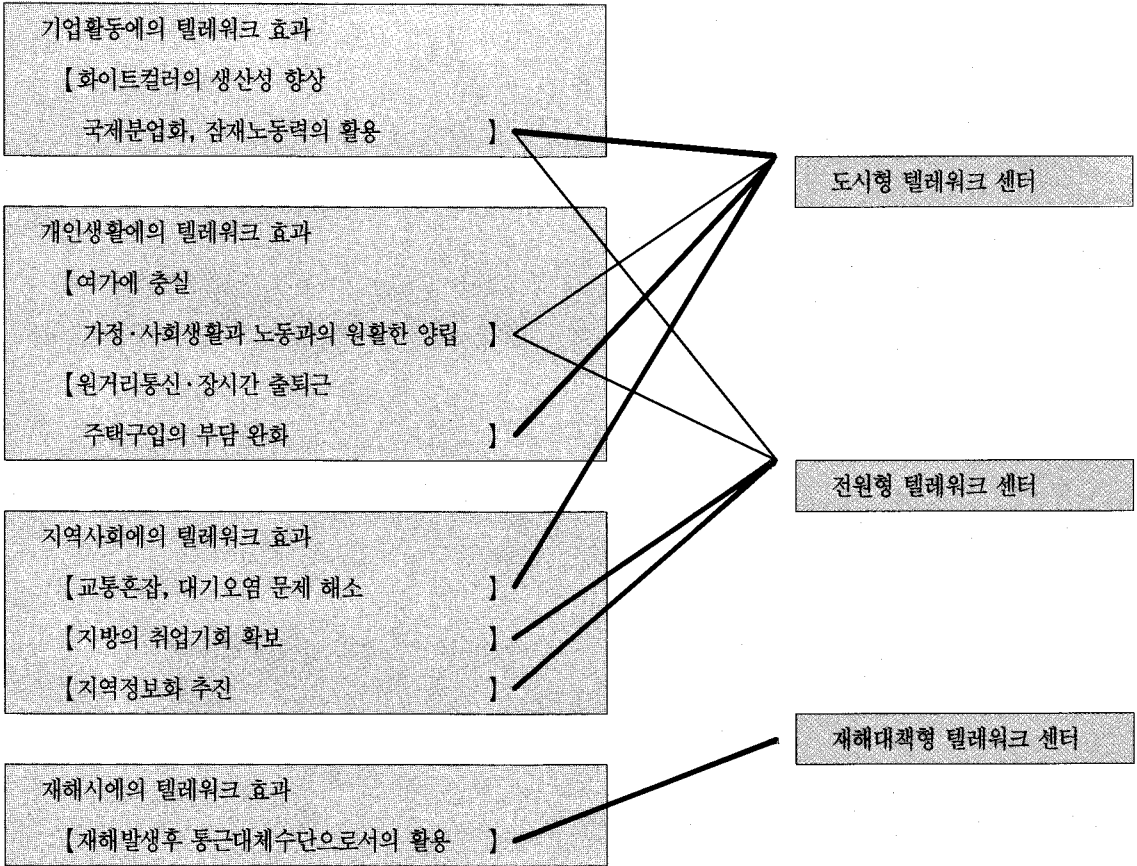 기업활동에의 텔레워크 효과
【화이트컬러의 생산성 향상
국제분업화, 잠재노동력의 활용 】
도시형 텔레워크 센터
개인생활에의 텔레워크 효과
【여가에 충실
가정·사회생활과 노동과의 원활한 양립 】
【원거리통신·장시간 출퇴근
주택구입의 부담 완화 】
전원형 텔레워크 센터
지역사회에의 텔레워크 효과
【교통혼잡, 대기오염 문제 해소 】
【지방의 취업기회 확보 】
【지역정보화 추진 】
재해대책형 텔레워크 센터
재해시에의 텔레워크 효과
【재해발생후 통근대체수단으로서의 활용 】